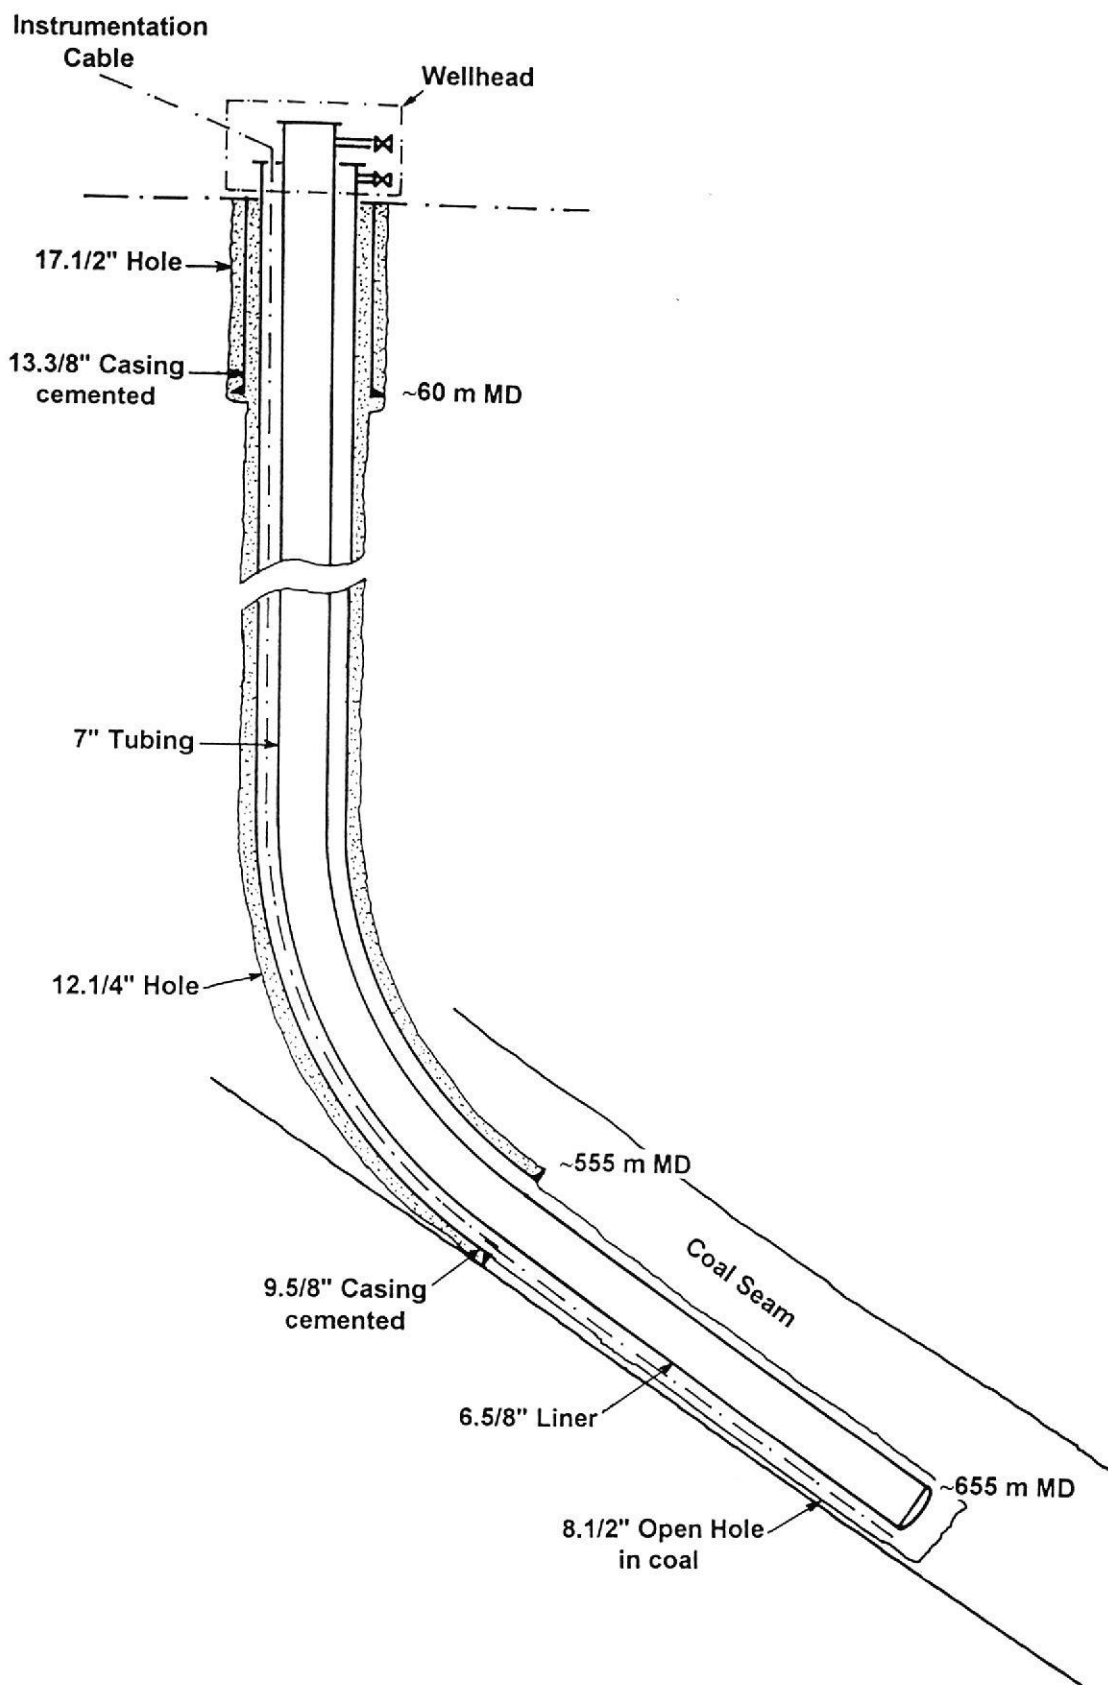 Instrumentation
Cable
Wellhead
17.1/2" Hole
13.3/8" Casing
cemented
~60 m MD
7" Tubing
12.1/4" Hole
~555 m MD
Coal Seam
9.5/8" Casing
cemented
6.5/8" Liner
~655 m MD
8.1/2" Open Hole
in coal